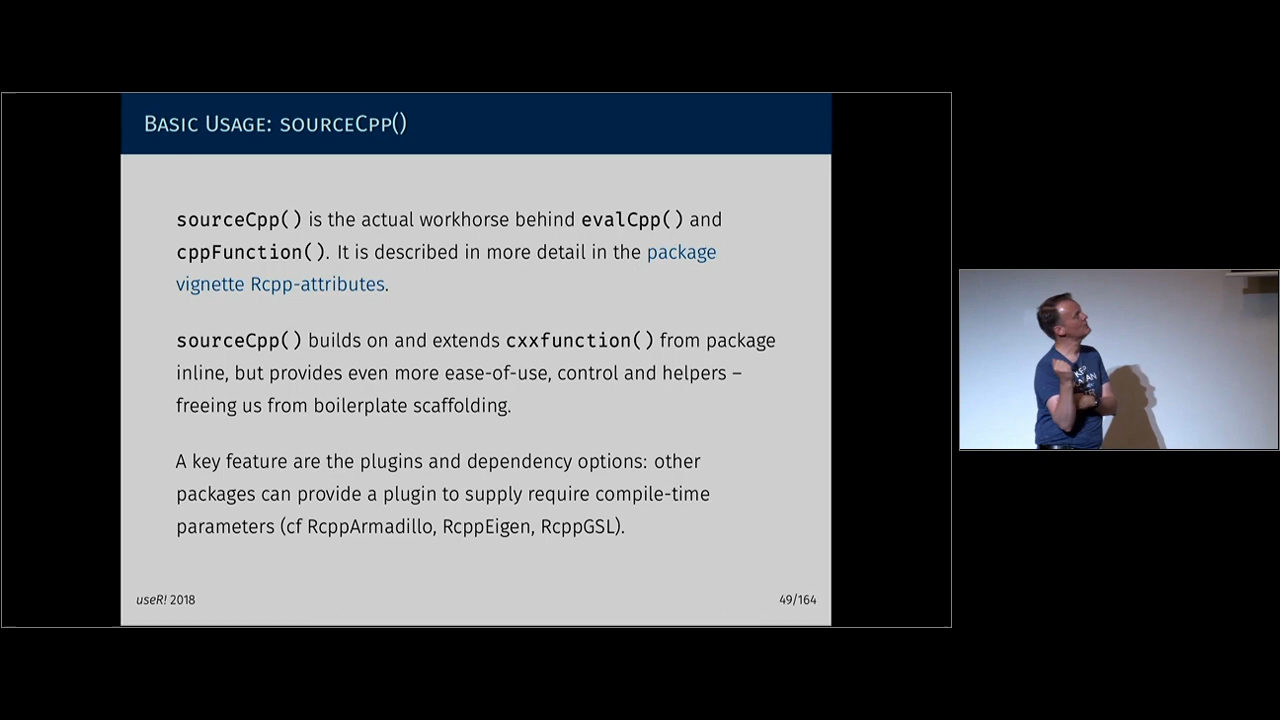 BASIC USAGE: SOURCECPP()
sourceCpp() is the actual workhorse behind evalCpp() and
cppFunction(). It is described in more detail in the package
vignette Rcpp-attributes.
sourceCpp() builds on and extends cxxfunction() from package
inline, but provides even more ease-of-use, control and helpers –
freeing us from boilerplate scaffolding.
A key feature are the plugins and dependency options: other
packages can provide a plugin to supply require compile-time
parameters (cf RcppArmadillo, RcppEigen, RcppGSL).
useR! 2018
49/164